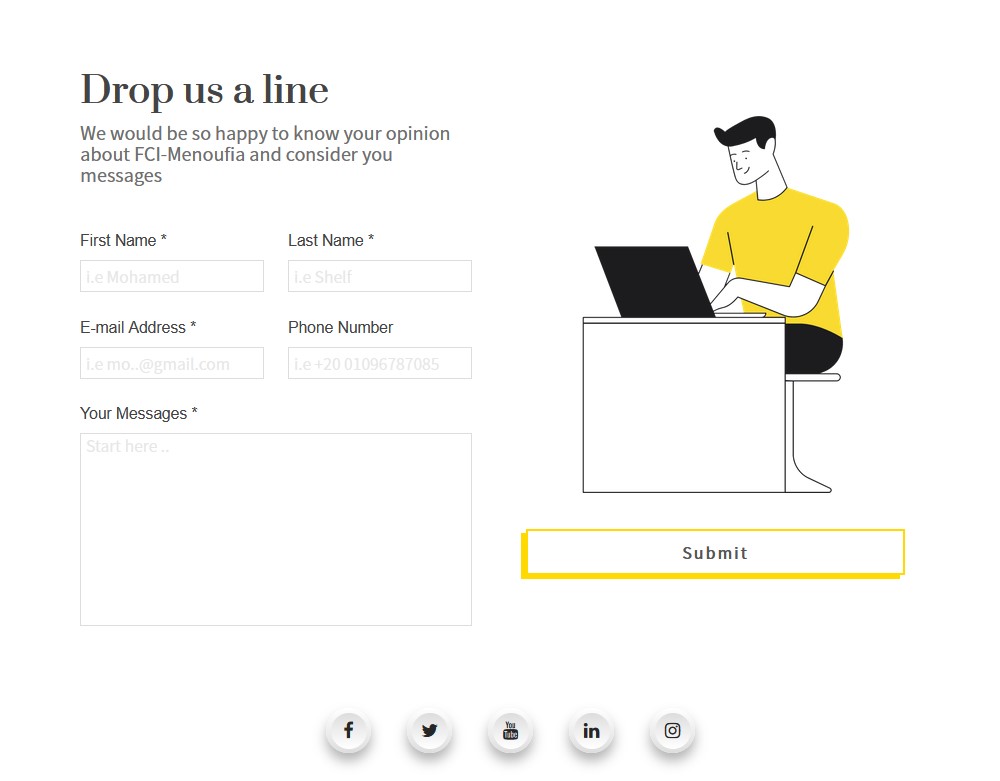 Drop us a line
We would be so happy to know your opinion
about FCI-Menoufia and consider you
messages
First Name *
Last Name *
i.e Mohamed
i.e Shelf
E-mail Address *
Phone Number
i.e mo..@gmail.com
i.e +20 01096787085
Your Messages *
Start here ..
Submit
f
You
Tube
in